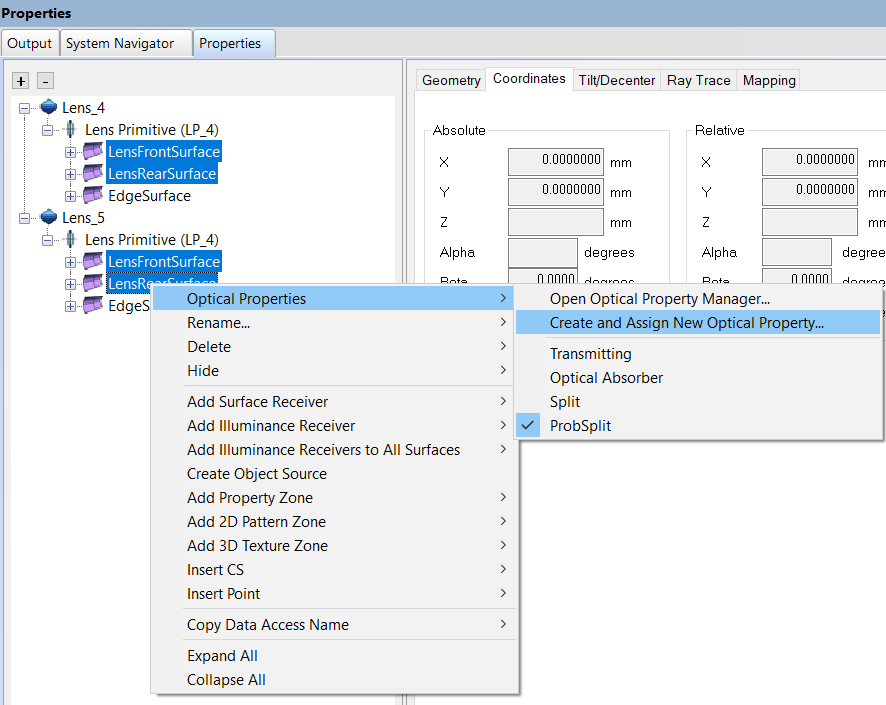 Properties
Output System Navigator Properties
+ -
Geometry Coordinates Tilt/Decenter Ray Trace Mapping
Lens_4
Lens Primitive (LP_4)
LensFrontSurface
LensRearSurface
EdgeSurface
Lens_5
Lens Primitive (LP_4)
LensFrontSurface
LensRearSurface
EdgeS
Absolute
X 0.0000000 mm
Y 0.0000000 mm
Z mm
Alpha degrees
Beta 0.0000 degrees
Relative
X 0.0000000 mm
Y 0.0000000 mm
Z mm
Alpha degree
Beta 0.0000 degree
Optical Properties
Rename...
Delete
Hide
Add Surface Receiver
Add Illuminance Receiver
Add Illuminance Receivers to All Surfaces
Create Object Source
Add Property Zone
Add 2D Pattern Zone
Add 3D Texture Zone
Insert CS
Insert Point
Copy Data Access Name
Expand All
Collapse All
Open Optical Property Manager...
Create and Assign New Optical Property...
Transmitting
Optical Absorber
Split
ProbSplit